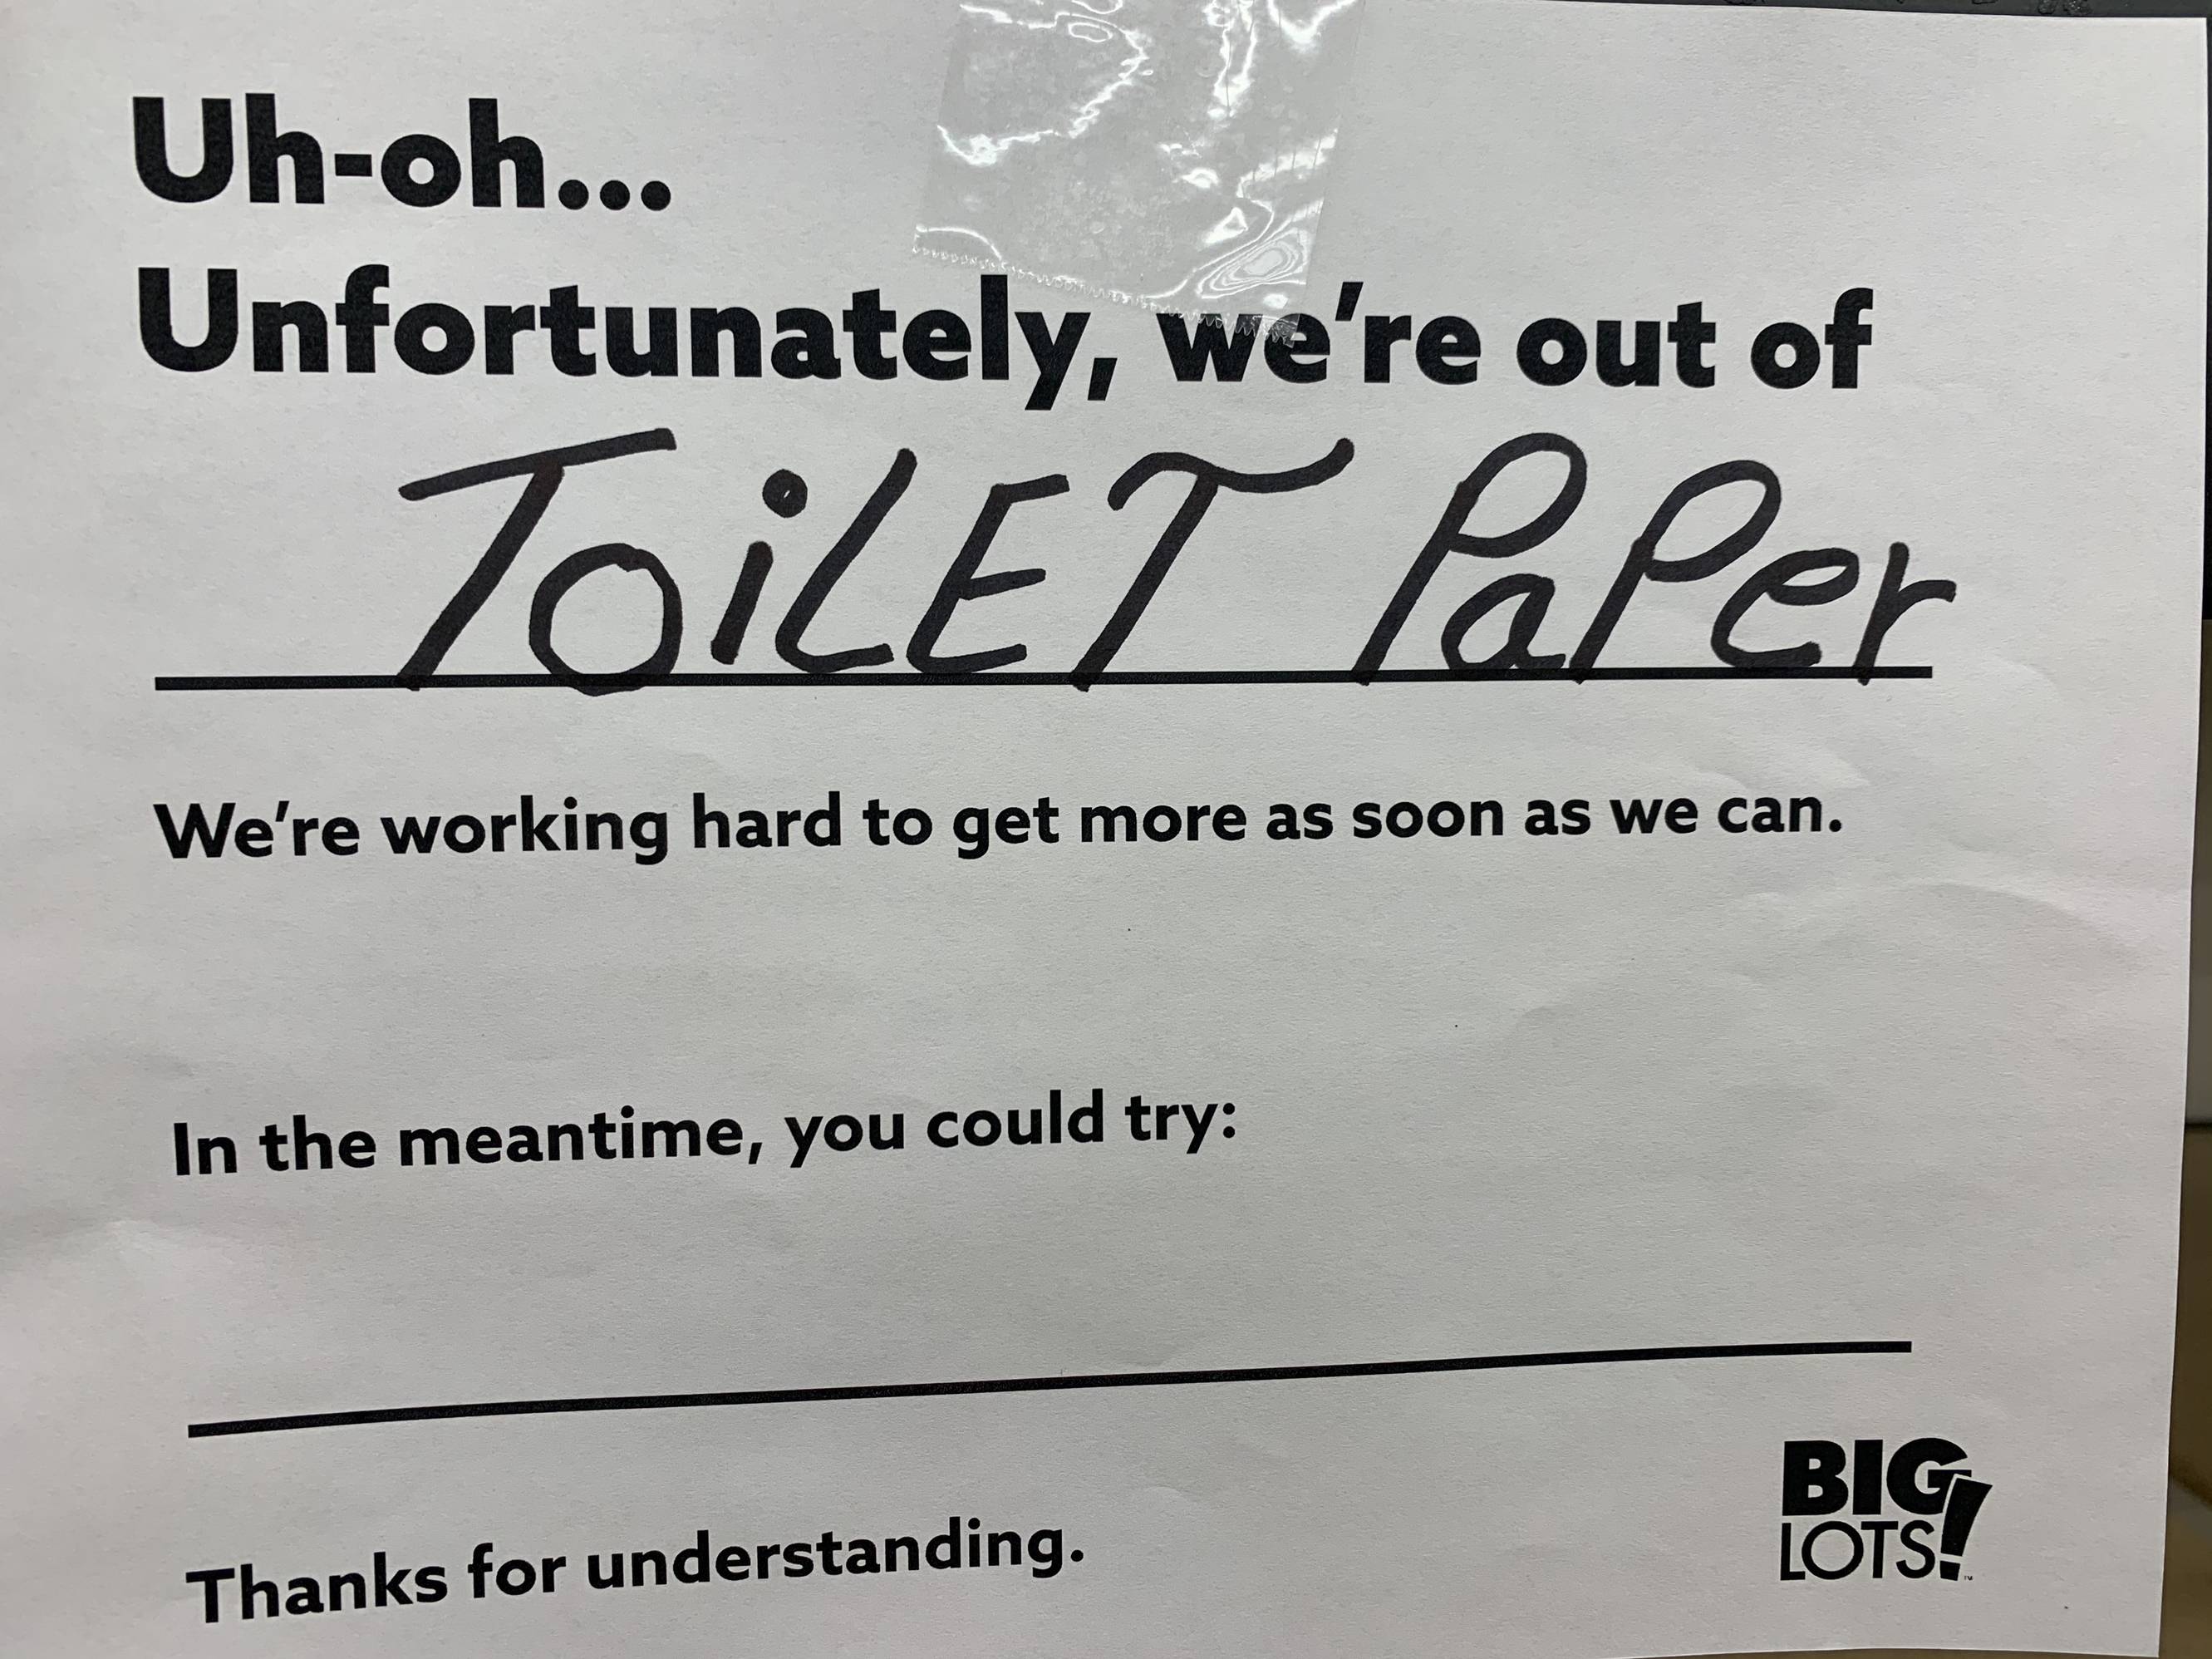 Uh-oh...
Unfortunately, we're out of
ToiLET PaPer
We're working hard to get more as soon as we can.
In the meantime, you could try:
Thanks for understanding.
BIG
LOTS!™